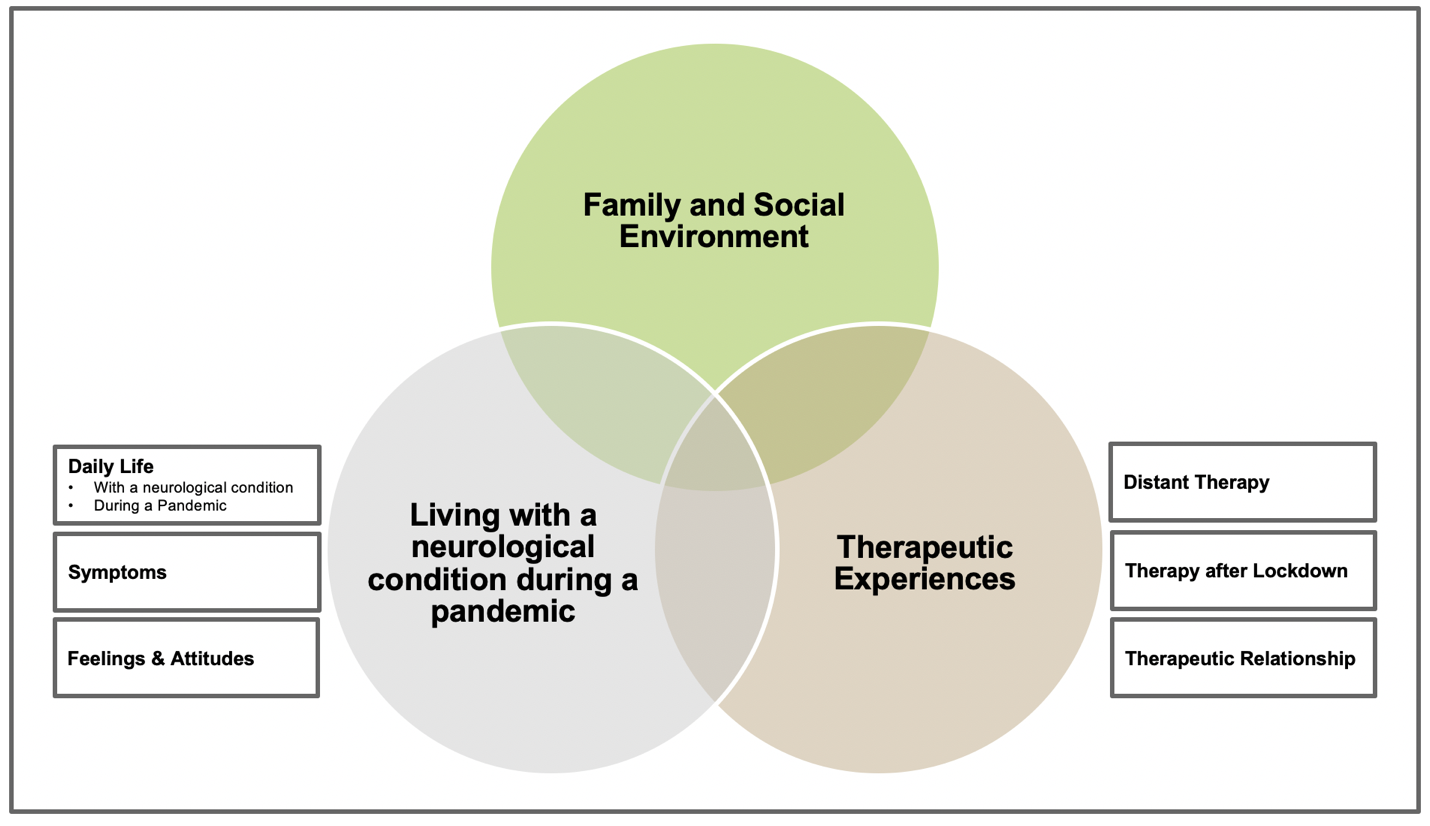 Family and Social
Environment
Daily Life
• With a neurological condition
• During a Pandemic
Symptoms
Feelings & Attitudes
Living with a
neurological
condition during a
pandemic
Therapeutic
Experiences
Distant Therapy
Therapy after Lockdown
Therapeutic Relationship